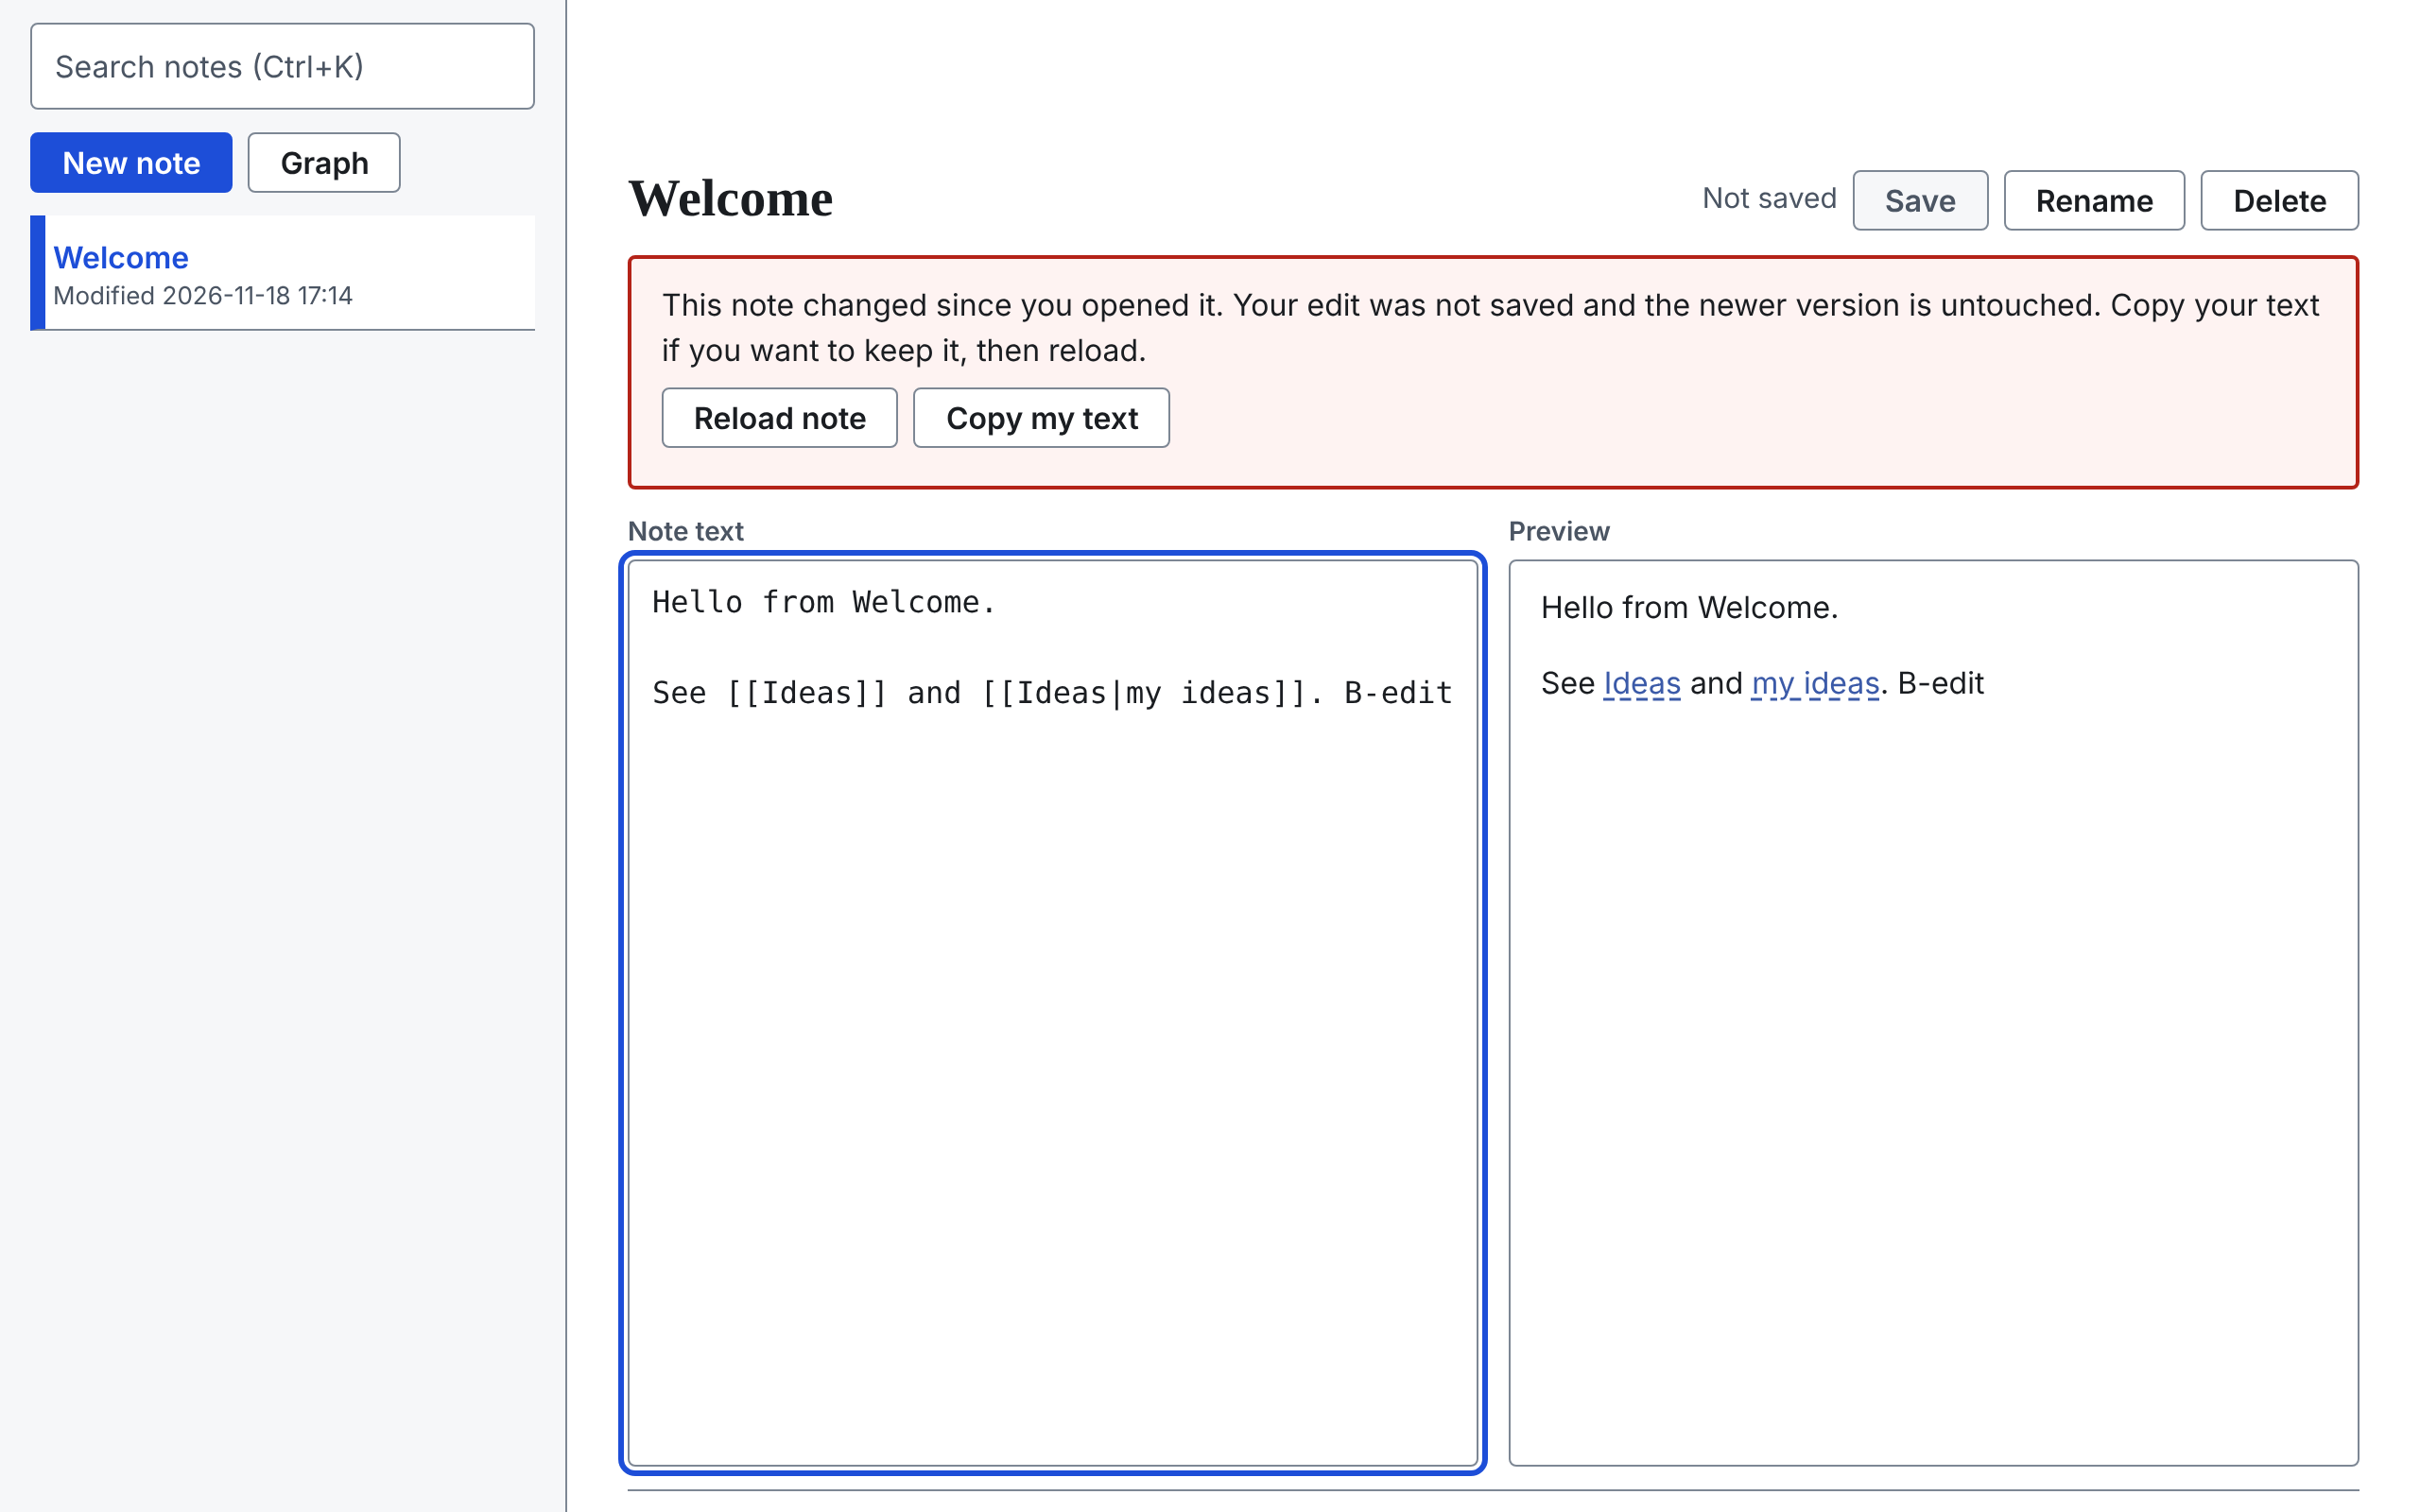 Search notes (Ctrl+K)
New note
Graph
Welcome
Modified 2026-11-18 17:14
Welcome
Not saved
Save
Rename
Delete
This note changed since you opened it. Your edit was not saved and the newer version is untouched. Copy your text
if you want to keep it, then reload.
Reload note
Copy my text
Note text
Hello from Welcome.
See [[Ideas]] and [[Ideas|my ideas]]. B-edit
Preview
Hello from Welcome.
See Ideas and my ideas. B-edit